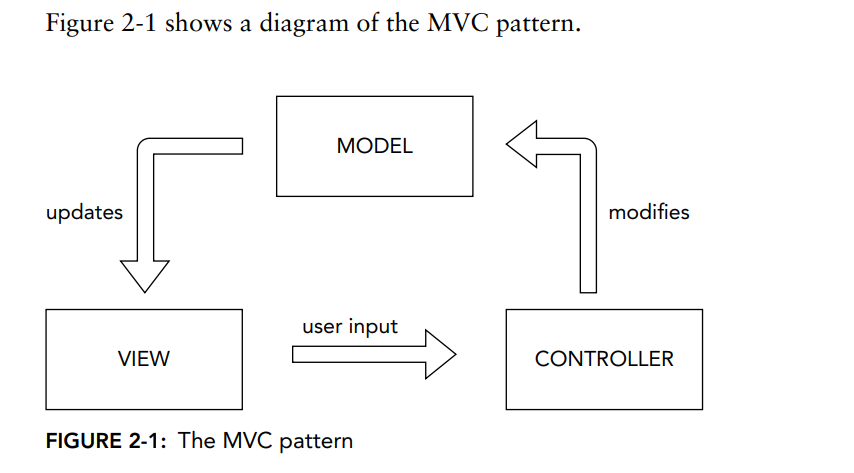 Figure 2-1 shows a diagram of the MVC pattern.
MODEL
updates
modifies
user input
VIEW
CONTROLLER
FIGURE 2-1: The MVC pattern